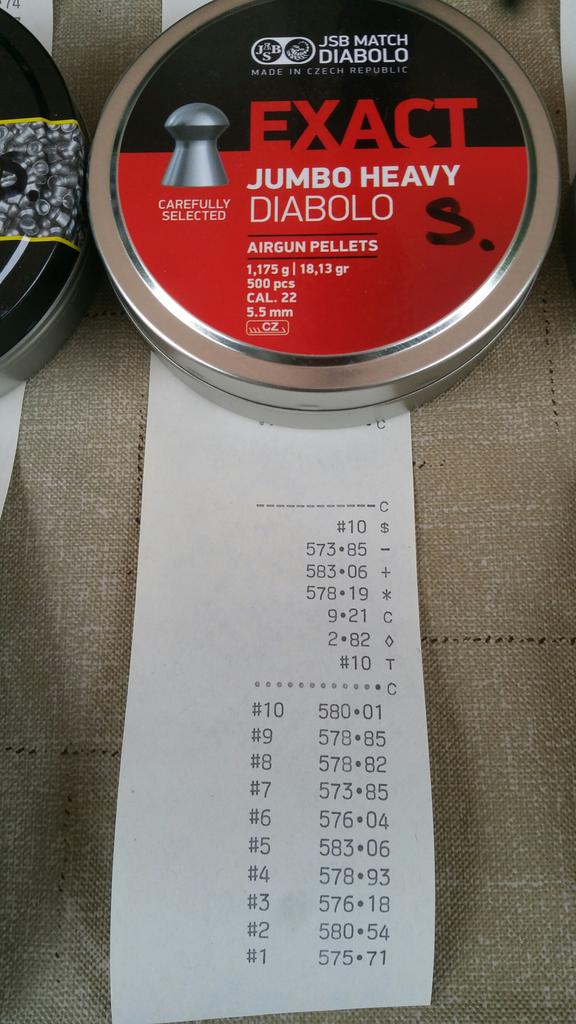 74
JSB
JSB MATCH
DIABOLO
MADE IN CZECH REPUBLIC
EXACT
JUMBO HEAVY
DIABOLO
CAREFULLY
SELECTED
S.
AIRGUN PELLETS
1,175 g | 18,13 gr
500 pcs
CAL. 22
5.5 mm
CZ
C
------------ C
#10 $
573•85 -
583•06 +
578•19 *
9•21 C
2•82 ◊
#10 T
•••••••••••• C
#10 580•01
#9 578•85
#8 578•82
#7 573•85
#6 576•04
#5 583•06
#4 578•93
#3 576•18
#2 580•54
#1 575•71